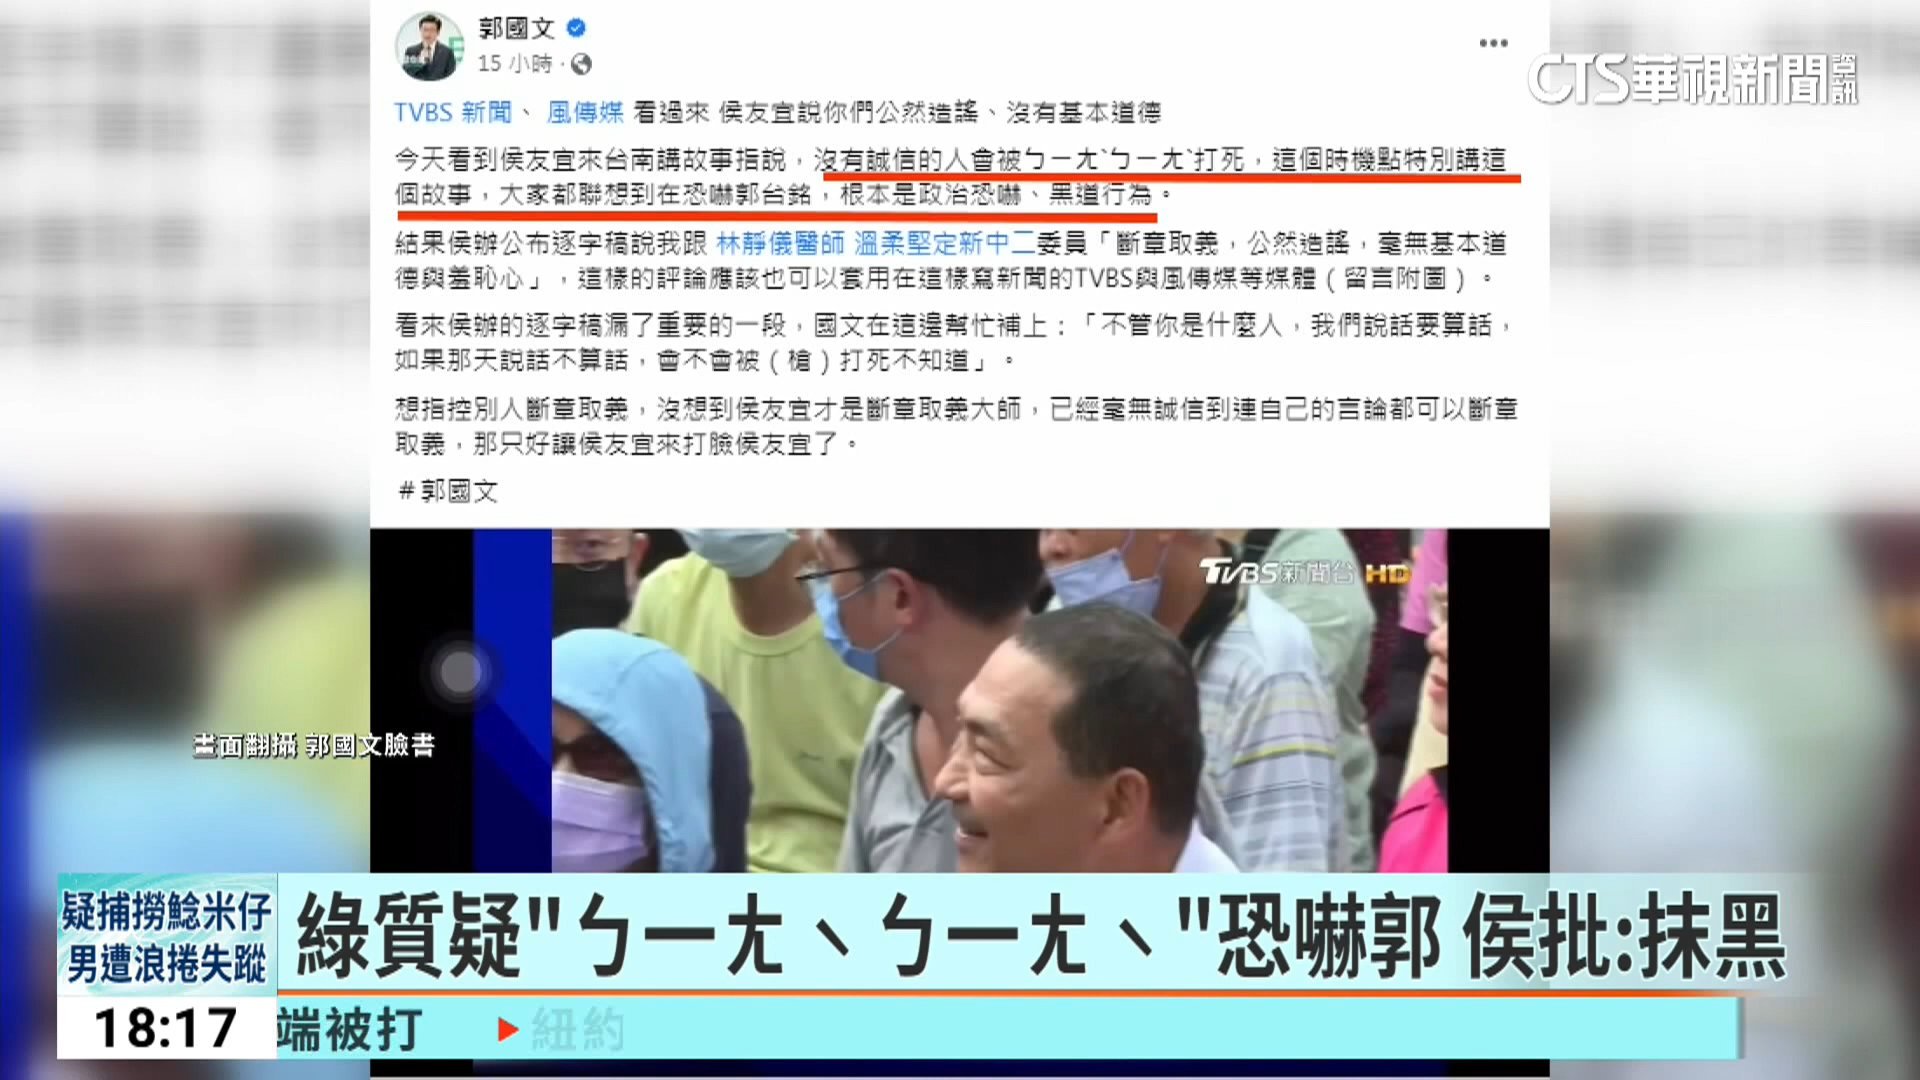 郭國文
15 小時
CTS華視新聞資訊
TVBS 新聞、 風傳媒 看過來 侯友宜說你們公然造謠、沒有基本道德
今天看到侯友宜來台南講故事指說，沒有誠信的人會被ㄅㄧㄤˋㄅㄧㄤˋ打死，這個時機點特別講這
個故事，大家都聯想到在恐嚇郭台銘，根本是政治恐嚇、黑道行為。
結果侯辦公布逐字稿說我跟 林靜儀醫師 溫柔堅定新中二委員「斷章取義，公然造謠，毫無基本道
德與羞恥心」，這樣的評論應該也可以套用在這樣寫新聞的TVBS與風傳媒等媒體（留言附圖）。
看來侯辦的逐字稿漏了重要的一段，國文在這邊幫忙補上：「不管你是什麼人，我們說話要算話，
如果那天說話不算話，會不會被（槍）打死不知道」。
想指控別人斷章取義，沒想到侯友宜才是斷章取義大師，已經毫無誠信到連自己的言論都可以斷章
取義，那只好讓侯友宜來打臉侯友宜了。
#郭國文
TVBS新聞台 HD
畫面翻攝 郭國文臉書
疑捕撈鯰米仔
男遭浪捲失蹤
綠質疑"ㄅㄧㄤˋㄅㄧㄤˋ"恐嚇郭 侯批:抹黑
18:17
端被打 ▶紐約